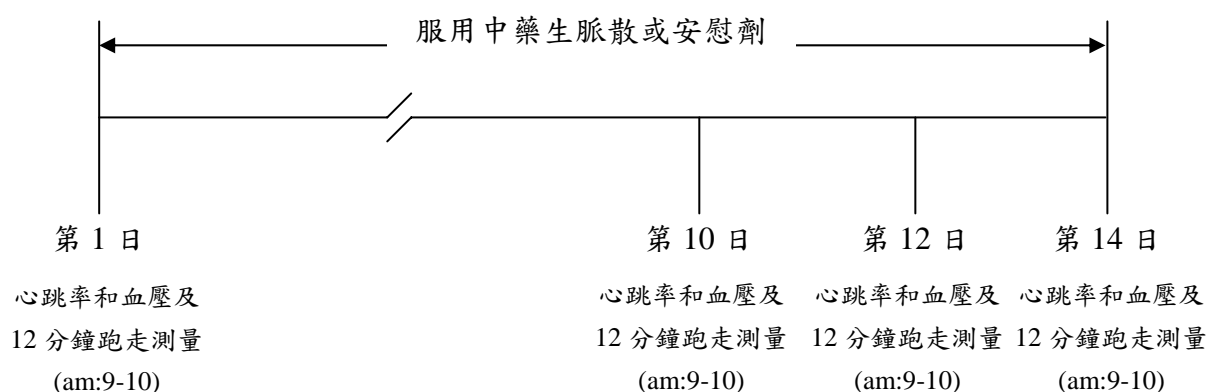 服用中藥生脈散或安慰劑
第 1 日
心跳率和血壓及
12 分鐘跑走測量
(am:9-10)
第 10 日
心跳率和血壓及
12 分鐘跑走測量
(am:9-10)
第 12 日
心跳率和血壓及
12 分鐘跑走測量
(am:9-10)
第 14 日
心跳率和血壓及
12 分鐘跑走測量
(am:9-10)